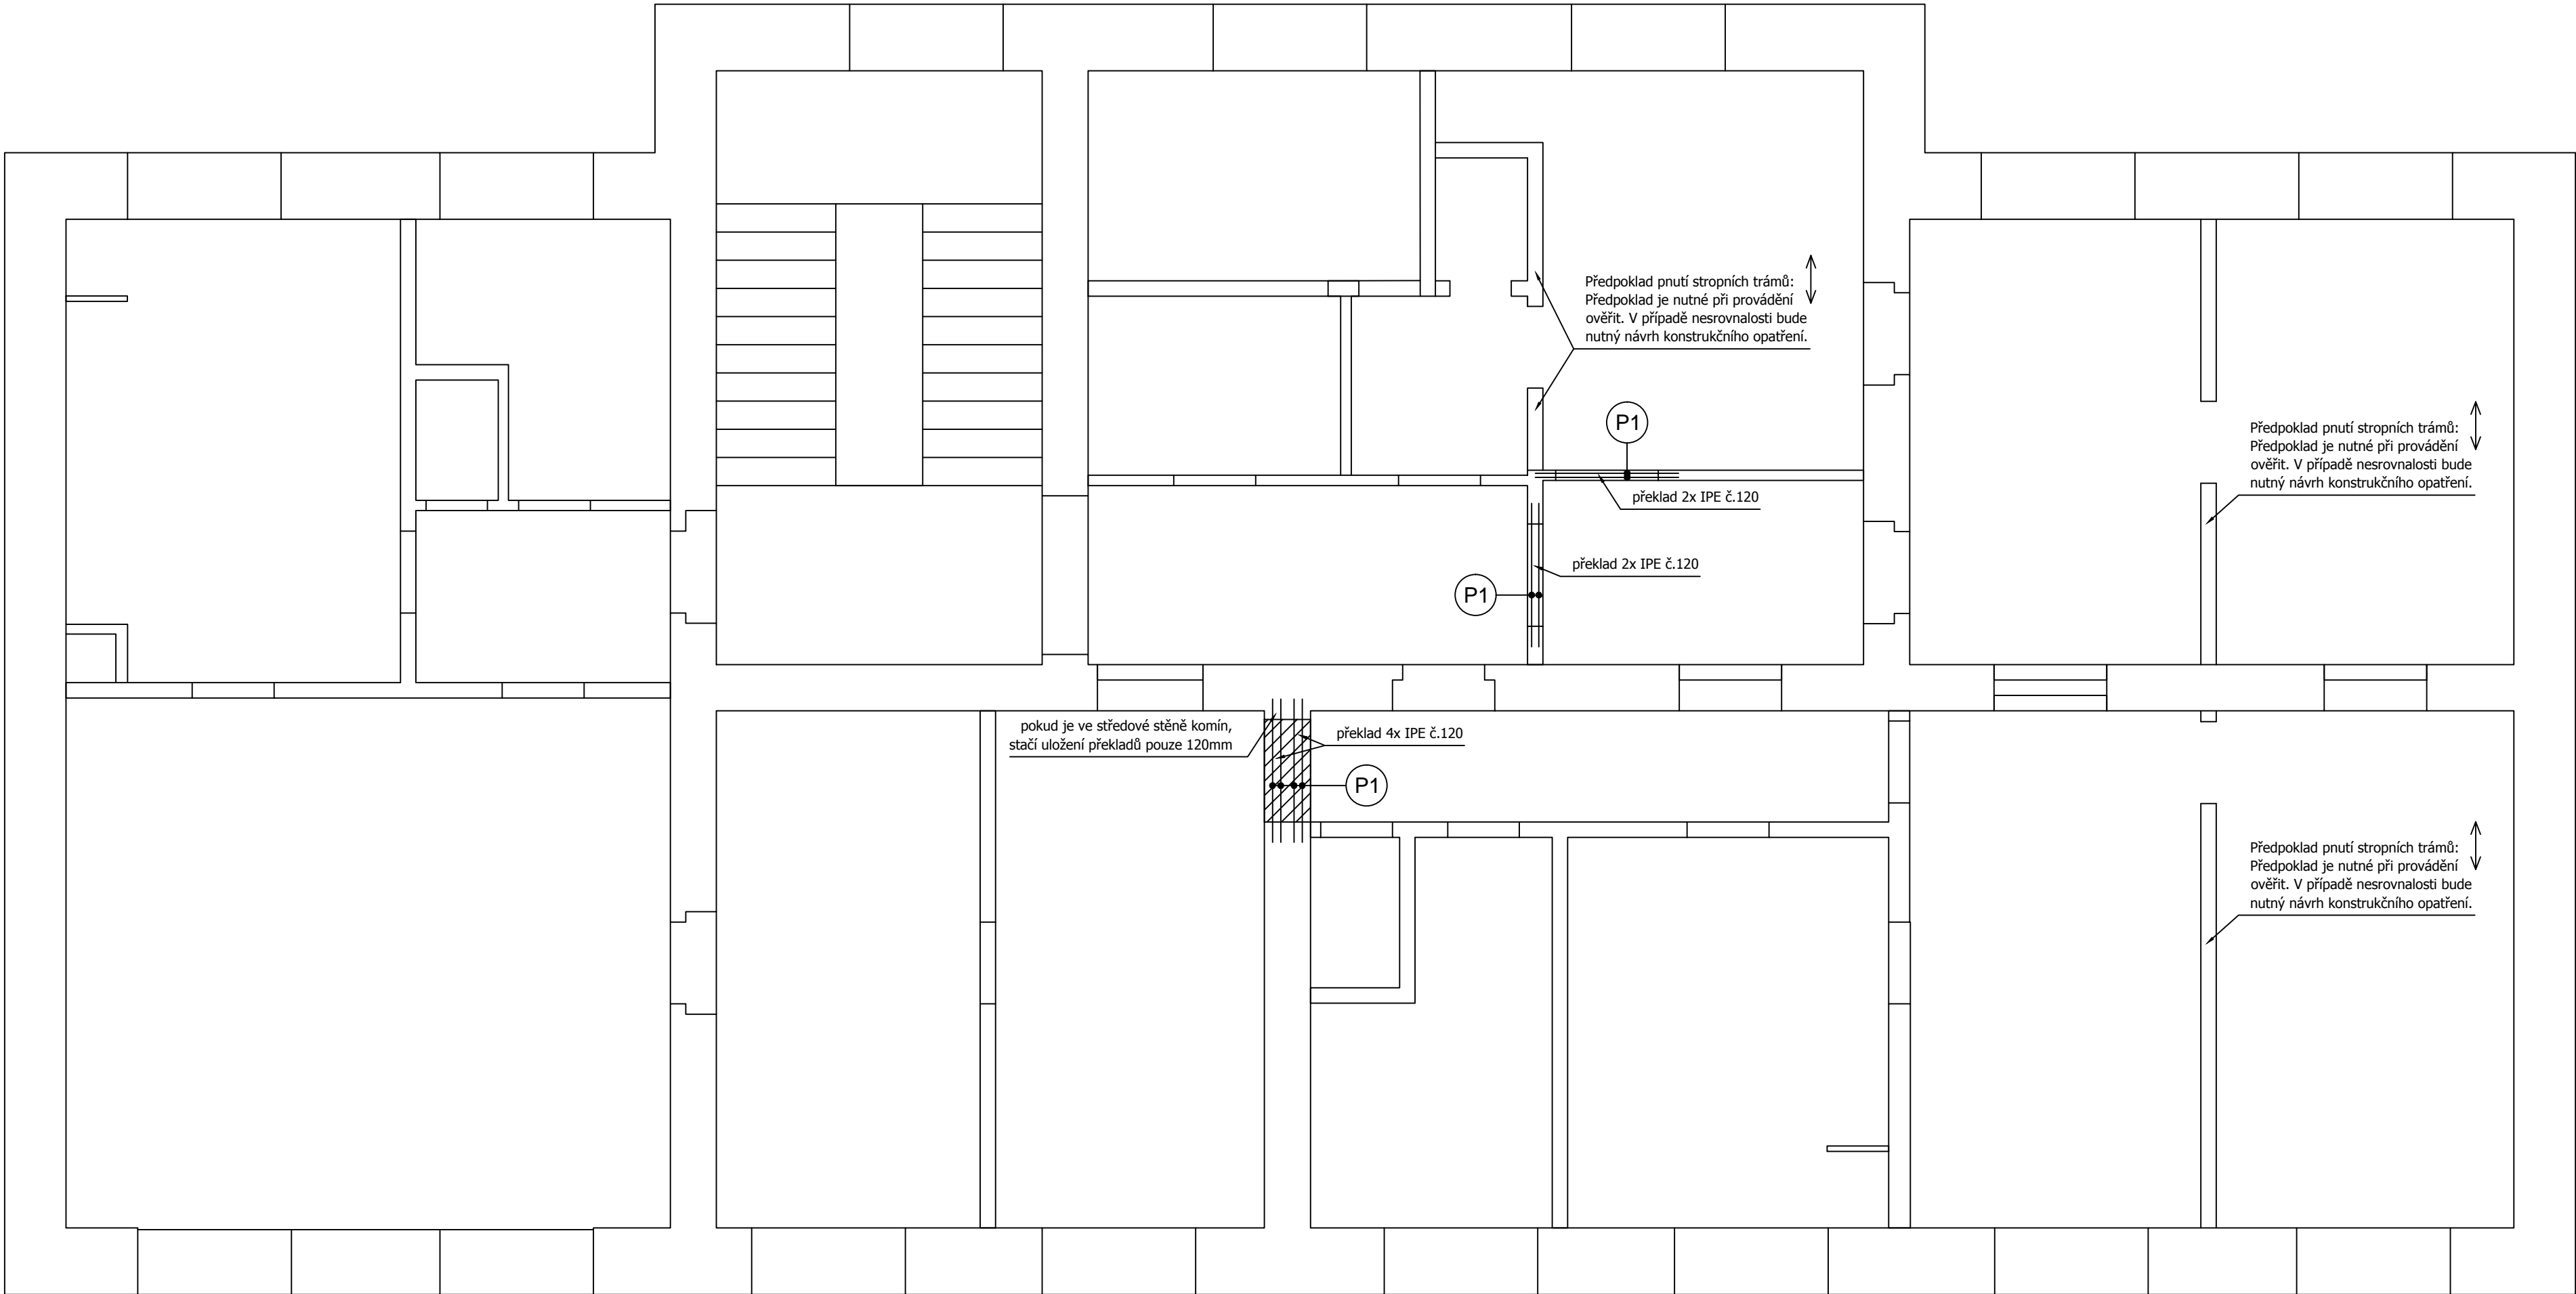 Předpoklad pnutí stropních trámů:
Předpoklad je nutné při provádění
ověřit. V případě nesrovnalosti bude
nutný návrh konstrukčního opatření.
P1
překlad 2x IPE č.120
překlad 2x IPE č.120
P1
Předpoklad pnutí stropních trámů:
Předpoklad je nutné při provádění
ověřit. V případě nesrovnalosti bude
nutný návrh konstrukčního opatření.
pokud je ve středové stěně komín,
stačí uložení překladů pouze 120mm
překlad 4x IPE č.120
P1
Předpoklad pnutí stropních trámů:
Předpoklad je nutné při provádění
ověřit. V případě nesrovnalosti bude
nutný návrh konstrukčního opatření.